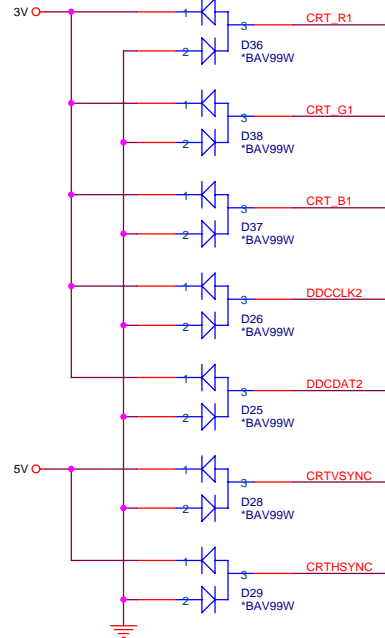 3V
1
3
CRT_R1
2
D36
*BAV99W
1
3
CRT_G1
2
D38
*BAV99W
1
3
CRT_B1
2
D37
*BAV99W
1
3
DDCCLK2
2
D26
*BAV99W
1
3
DDCDAT2
2
D25
*BAV99W
5V
1
3
CRTVSYNC
2
D28
*BAV99W
1
3
CRTHSYNC
2
D29
*BAV99W